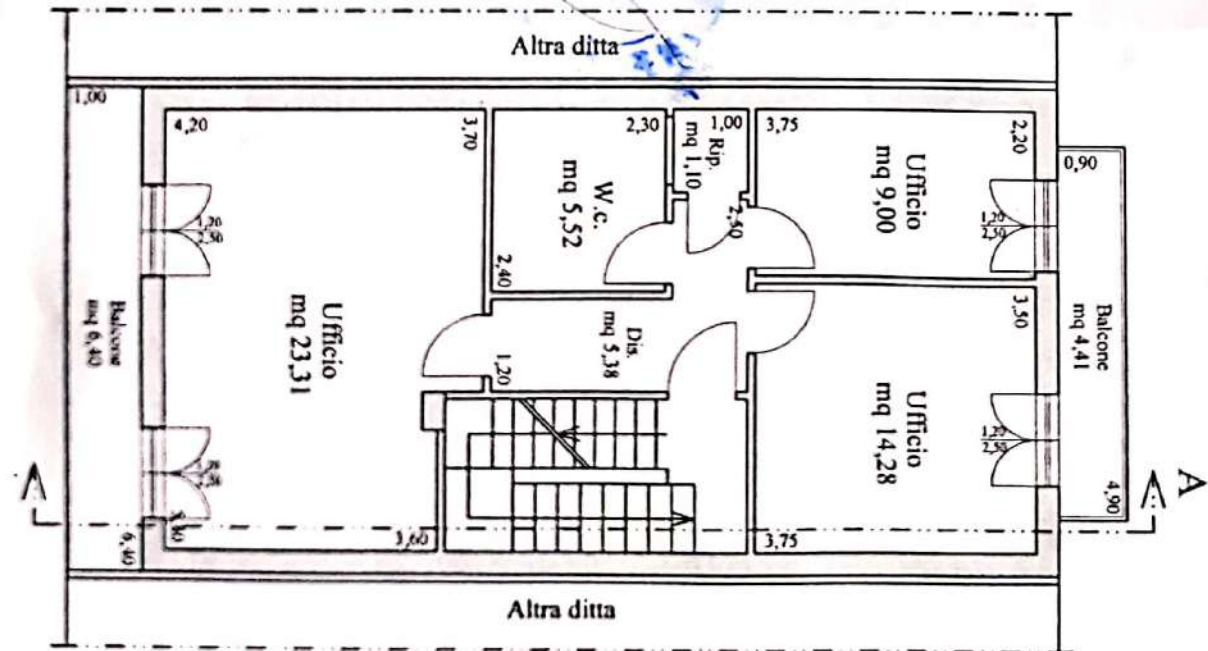 Altra ditta
1,00
4,20
3,70
2,30
1,00
3,75
2,20
0,90
Rip.
mq 1,10
W.c.
mq 5,52
2,50
Ufficio
mq 9,00
1,20
2,50
1,20
2,50
2,40
Ufficio
mq 23,31
Dis.
mq 5,38
1,20
3,50
Balcone
mq 4,41
Balcone
mq 6,40
Ufficio
mq 14,28
1,20
2,50
4,90
A
6,40
3,60
3,75
Altra ditta